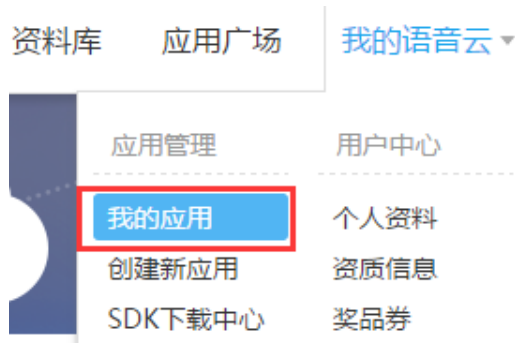 资料库 应用广场 我的语音云
应用管理 用户中心
我的应用 个人资料
创建新应用 资质信息
SDK下载中心 奖品券